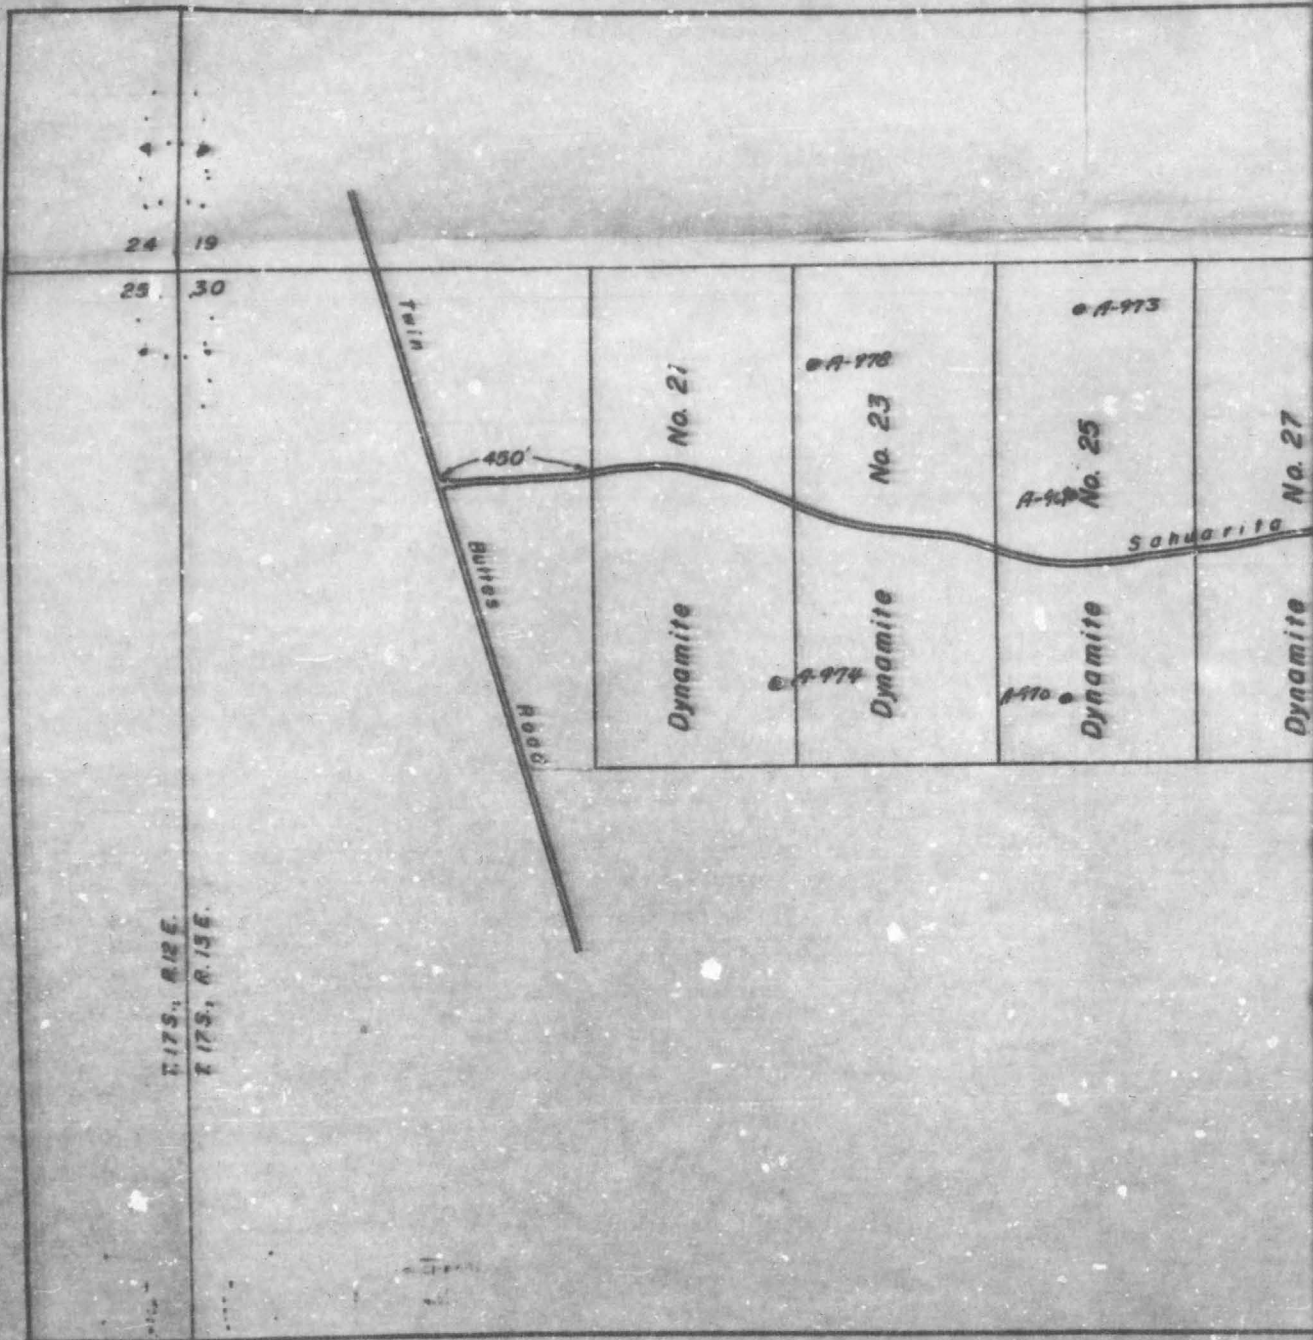 24 19
25 30
Twin
Buttes
Road
450'
No. 21
Dynamite
No. 23
Dynamite
No. 25
Dynamite
No. 27
Dynamite
A-978
A-973
A-974
A-970
Sahuarita
T. 17 S., R. 12 E.
T. 17 S., R. 13 E.